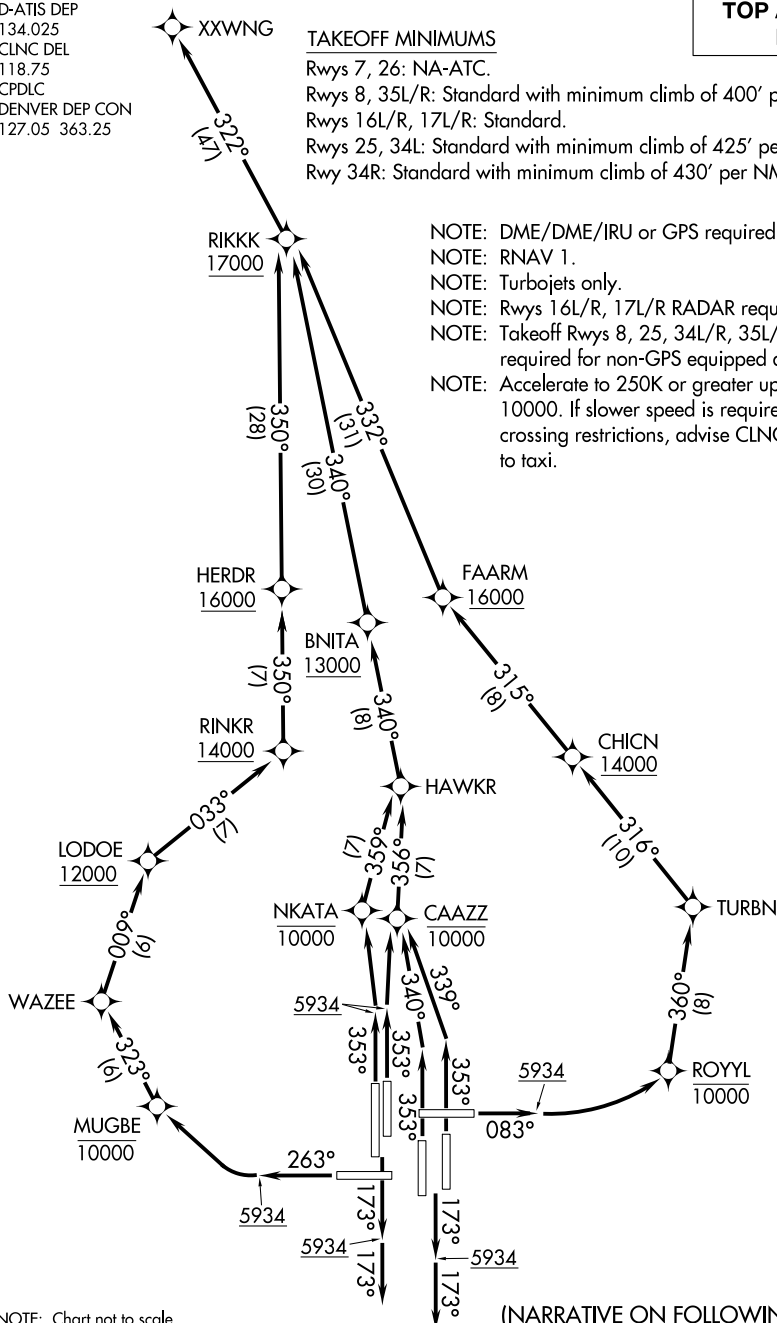 D-ATIS DEP
134.025
CLNC DEL
118.75
CPDLC
DENVER DEP CON
127.05 363.25
TOP
XXWNG
TAKEOFF MINIMUMS
Rwys 7, 26: NA-ATC.
Rwys 8, 35L/R: Standard with minimum climb of 400′
Rwys 16L/R, 17L/R: Standard.
Rwys 25, 34L: Standard with minimum climb of 425′ per
Rwy 34R: Standard with minimum climb of 430′ per NM
322°
(47)
RIKKK
17000
NOTE: DME/DME/IRU or GPS required
NOTE: RNAV 1.
NOTE: Turbojets only.
NOTE: Rwys 16L/R, 17L/R RADAR
NOTE: Takeoff Rwys 8, 25, 34L/R, 35L/
required for non-GPS equipped
NOTE: Accelerate to 250K or greater
10000. If slower speed is
crossing restrictions, advise
to taxi.
350°
(28)
340°
(30)
332°
(31)
HERDR
16000
FAARM
16000
BNITA
13000
350°
(7)
340°
(8)
315°
(8)
RINKR
14000
CHICN
14000
HAWKR
033°
(7)
359°
(7)
356°
(7)
316°
(10)
LODOE
12000
NKATA
10000
CAAZZ
10000
TURBN
009°
(6)
WAZEE
340°
339°
360°
(8)
5934
353°
353°
353°
353°
323°
(6)
5934
ROYYL
10000
083°
MUGBE
10000
263°
5934
173°
173°
5934
5934
173°
173°
NOTE: Chart not to scale
(NARRATIVE ON